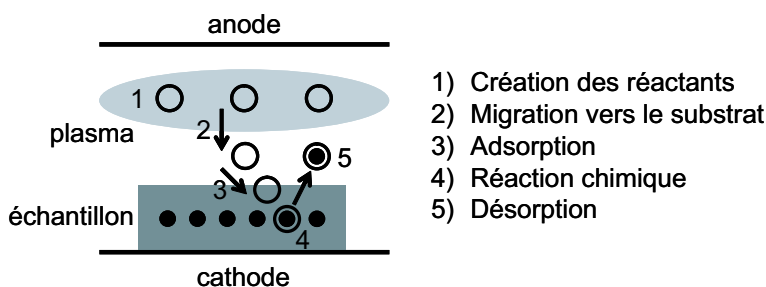 anode
1
plasma
2
5
3
échantillon
4
cathode
1) Création des réactants
2) Migration vers le substrat
3) Adsorption
4) Réaction chimique
5) Désorption